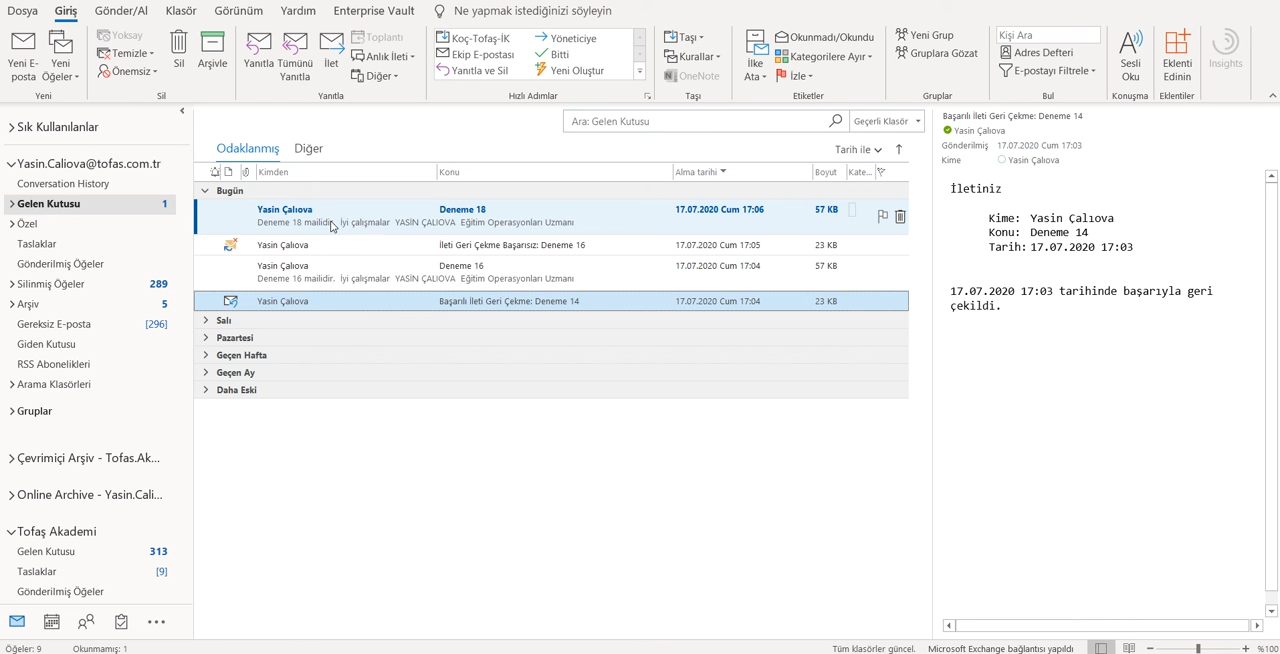 Dosya Giriş Gönder/Al Klasör Görünüm Yardım Enterprise Vault Ne yapmak istediğinizi söyleyin
Yeni E-posta
Yeni Öğeler
Yeni
Yoksay
Temizle
Önemsiz
Sil
Arşivle
Sil
Yanıtla
Tümünü Yanıtla
İlet
Toplantı
Anlık İleti
Diğer
Yanıtla
Koç-Tofaş-İK
Ekip E-postası
Yanıtla ve Sil
Yöneticiye
Bitti
Yeni Oluştur
Hızlı Adımlar
Taşı
Kurallar
OneNote
Taşı
İlke Ata
Okunmadı/Okundu
Kategorilere Ayır
İzle
Etiketler
Yeni Grup
Gruplara Gözat
Gruplar
Kişi Ara
Adres Defteri
E-postayı Filtrele
Bul
Sesli Oku
Konuşma
Eklenti Edinin
Eklentiler
Insights
Sık Kullanılanlar
Yasin.Caliova@tofas.com.tr
Conversation History
Gelen Kutusu 1
Özel
Taslaklar
Gönderilmiş Öğeler
Silinmiş Öğeler 289
Arşiv 5
Gereksiz E-posta [296]
Giden Kutusu
RSS Abonelikleri
Arama Klasörleri
Gruplar
Çevrimiçi Arşiv - Tofas.Ak...
Online Archive - Yasin.Cali...
Tofaş Akademi
Gelen Kutusu 313
Taslaklar [9]
Gönderilmiş Öğeler
Ara: Gelen Kutusu
Geçerli Klasör
Odaklanmış Diğer
Tarih ile
Kimden Konu Alma tarihi Boyut Kate...
Bugün
Yasin Çalıova Deneme 18 17.07.2020 Cum 17:06 57 KB
Deneme 18 mailidir. İyi çalışmalar YASİN ÇALIOVA Eğitim Operasyonları Uzmanı
Yasin Çalıova İleti Geri Çekme Başarısız: Deneme 16 17.07.2020 Cum 17:05 23 KB
Yasin Çalıova Deneme 16 17.07.2020 Cum 17:04 57 KB
Deneme 16 mailidir. İyi çalışmalar YASİN ÇALIOVA Eğitim Operasyonları Uzmanı
Yasin Çalıova Başarılı İleti Geri Çekme: Deneme 14 17.07.2020 Cum 17:04 23 KB
Salı
Pazartesi
Geçen Hafta
Geçen Ay
Daha Eski
Başarılı İleti Geri Çekme: Deneme 14
Yasin Çalıova
Gönderilmiş 17.07.2020 Cum 17:03
Kime Yasin Çalıova
İletiniz
Kime: Yasin Çalıova
Konu: Deneme 14
Tarih: 17.07.2020 17:03
17.07.2020 17:03 tarihinde başarıyla geri
çekildi.
Öğeler: 9 Okunmamış: 1 Tüm klasörler güncel. Microsoft Exchange bağlantısı yapıldı %100